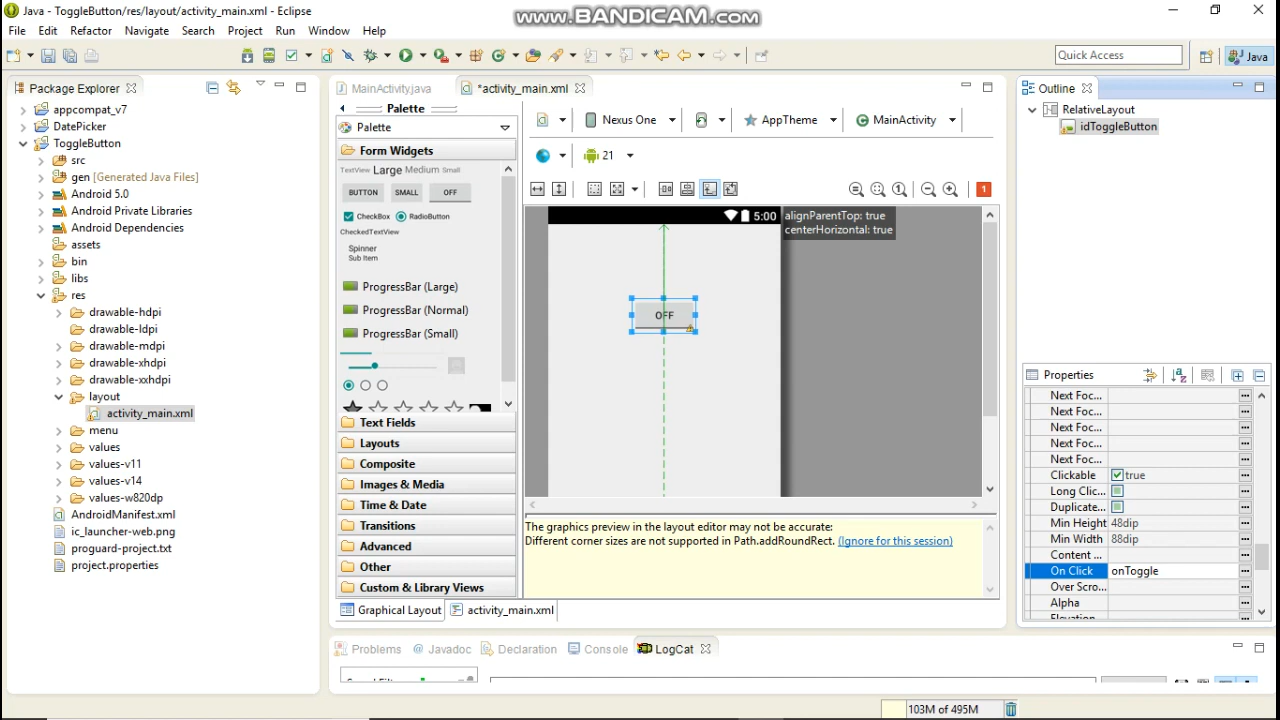 Java - ToggleButton/res/layout/activity_main.xml - Eclipse
www.BANDICAM.com
File Edit Refactor Navigate Search Project Run Window Help
Quick Access
Java
Package Explorer
appcompat_v7
DatePicker
ToggleButton
src
gen [Generated Java Files]
Android 5.0
Android Private Libraries
Android Dependencies
assets
bin
libs
res
drawable-hdpi
drawable-ldpi
drawable-mdpi
drawable-xhdpi
drawable-xxhdpi
layout
activity_main.xml
menu
values
values-v11
values-v14
values-w820dp
AndroidManifest.xml
ic_launcher-web.png
proguard-project.txt
project.properties
MainActivity.java
*activity_main.xml
Palette
Palette
Form Widgets
TextView Large Medium Small
BUTTON SMALL OFF
CheckBox RadioButton
CheckedTextView
Spinner
Sub Item
ProgressBar (Large)
ProgressBar (Normal)
ProgressBar (Small)
Text Fields
Layouts
Composite
Images & Media
Time & Date
Transitions
Advanced
Other
Custom & Library Views
Nexus One
AppTheme
MainActivity
21
1
5:00
alignParentTop: true
centerHorizontal: true
OFF
The graphics preview in the layout editor may not be accurate:
Different corner sizes are not supported in Path.addRoundRect. (Ignore for this session)
Graphical Layout
activity_main.xml
Problems
Javadoc
Declaration
Console
LogCat
Outline
RelativeLayout
idToggleButton
Properties
Next Foc...
Next Foc...
Next Foc...
Next Foc...
Next Foc...
Clickable true
Long Clic...
Duplicate...
Min Height 48dip
Min Width 88dip
Content ...
On Click onToggle
Over Scro...
Alpha
Elevation
103M of 495M